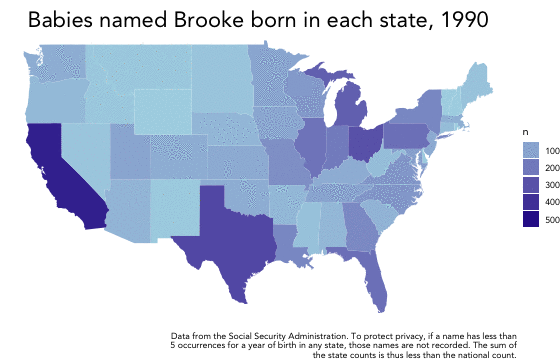 Babies named Brooke born in each state, 1990
n
100
200
300
400
500
Data from the Social Security Administration. To protect privacy, if a name has less than
5 occurrences for a year of birth in any state, those names are not recorded. The sum of
the state counts is thus less than the national count.